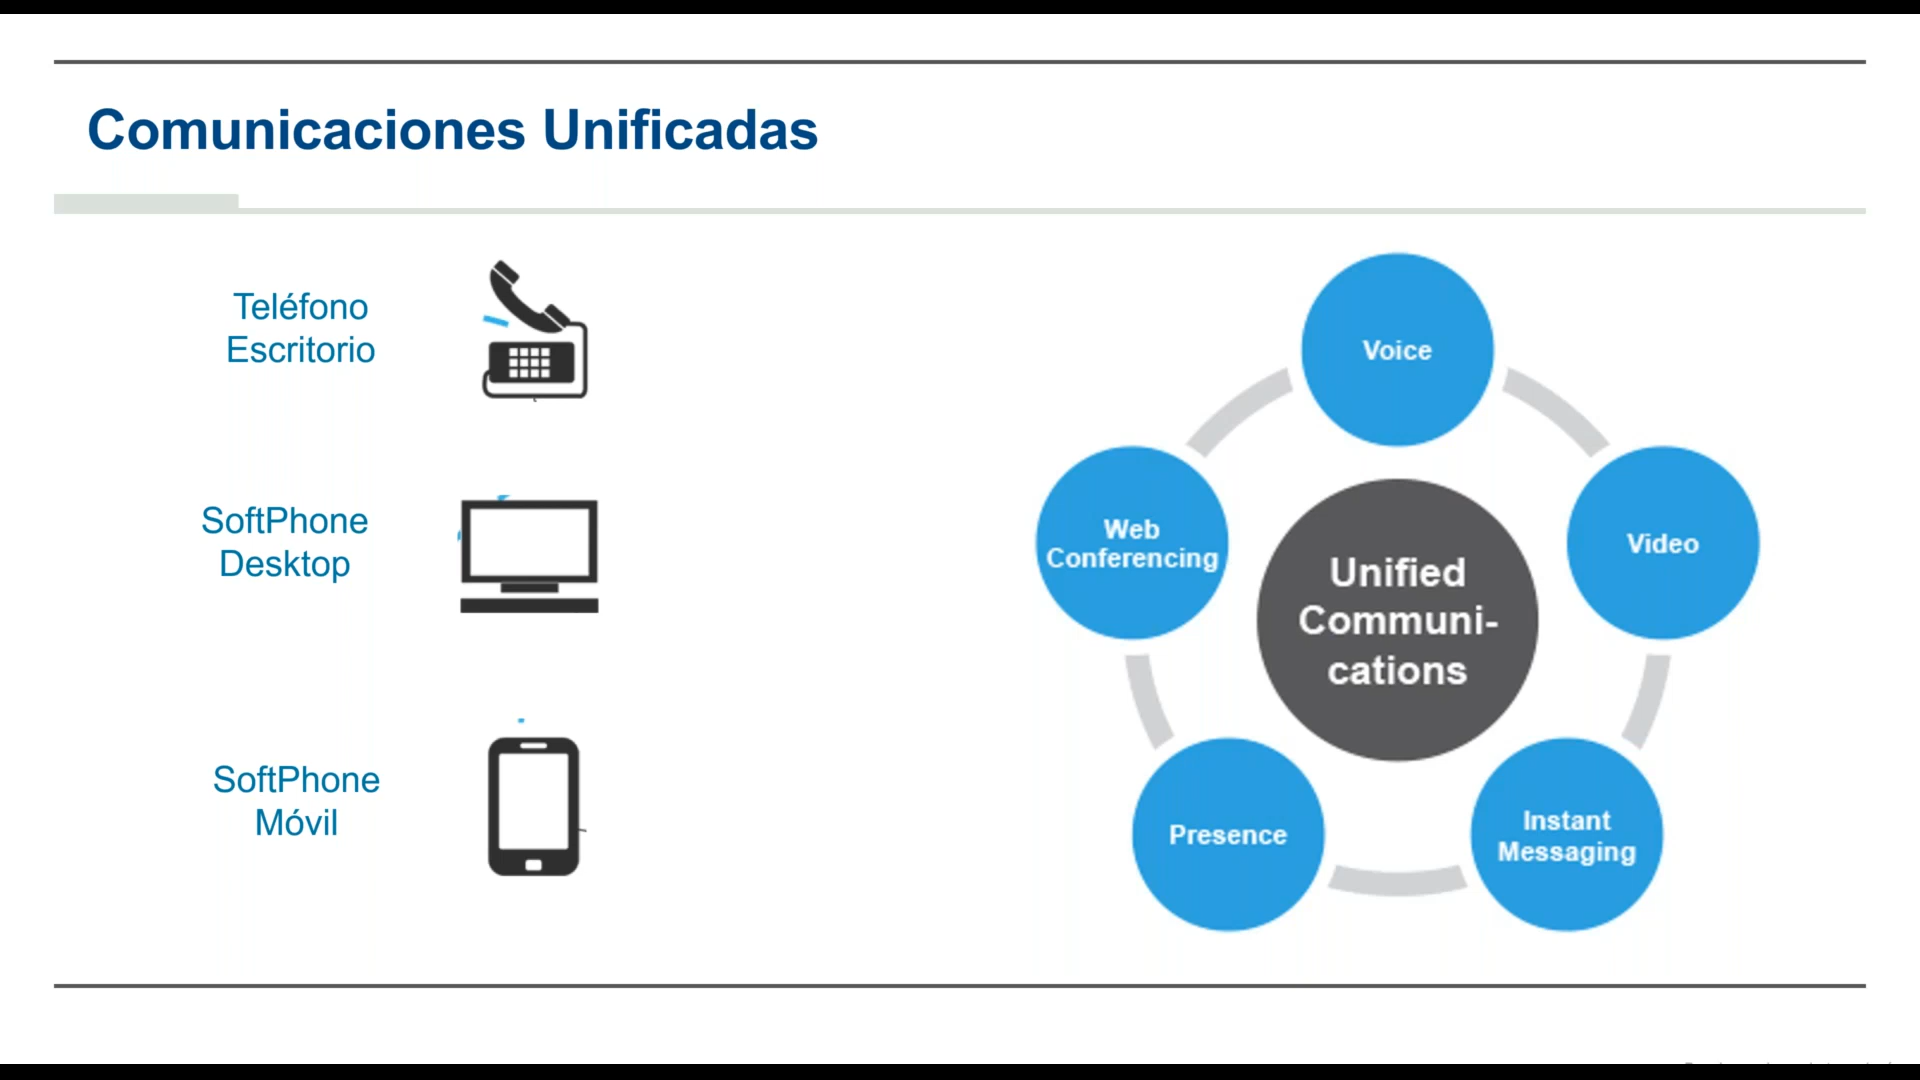 Comunicaciones Unificadas
Teléfono
Escritorio
SoftPhone
Desktop
SoftPhone
Móvil
Voice
Video
Instant
Messaging
Presence
Web
Conferencing
Unified
Communi-
cations